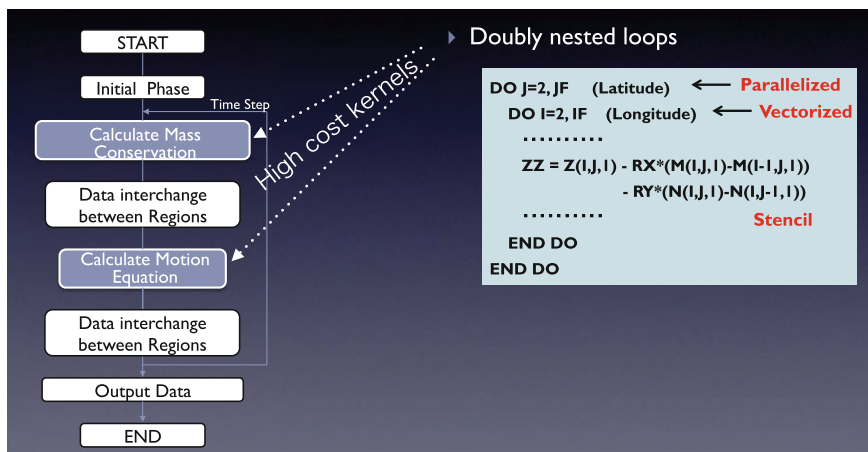 START
Initial Phase
Time Step
Calculate Mass
Conservation
Data interchange
between Regions
Calculate Motion
Equation
Data interchange
between Regions
Output Data
END
High cost kernels
Doubly nested loops
DO J=2, JF (Latitude) Parallelized
DO I=2, IF (Longitude) Vectorized
..........
ZZ = Z(I,J,1) - RX*(M(I,J,1)-M(I-1,J,1))
- RY*(N(I,J,1)-N(I,J-1,1))
..........
Stencil
END DO
END DO